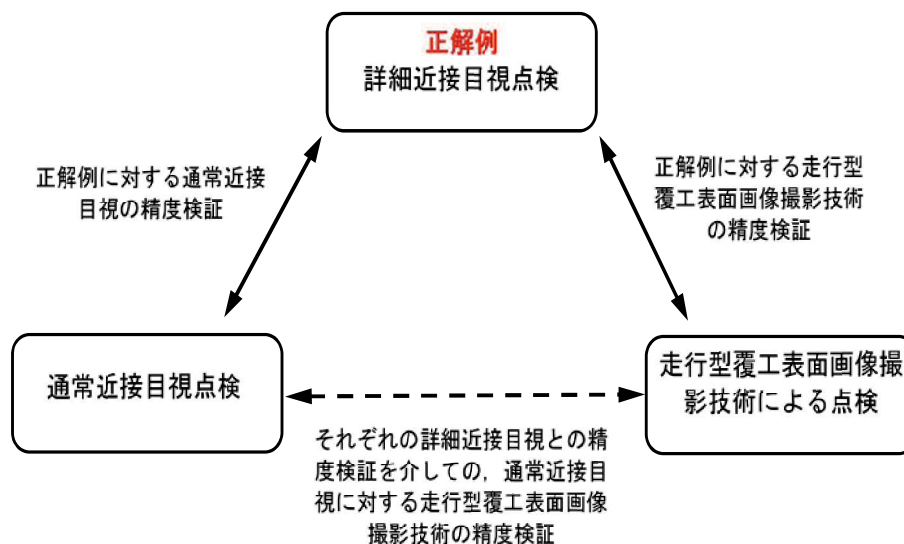 正解例
詳細近接目視点検
正解例に対する通常近接
目視の精度検証
正解例に対する走行型
覆工表面画像撮影技術
の精度検証
通常近接目視点検
走行型覆工表面画像撮
影技術による点検
それぞれの詳細近接目視との精
度検証を介しての，通常近接目
視に対する走行型覆工表面画像
撮影技術の精度検証